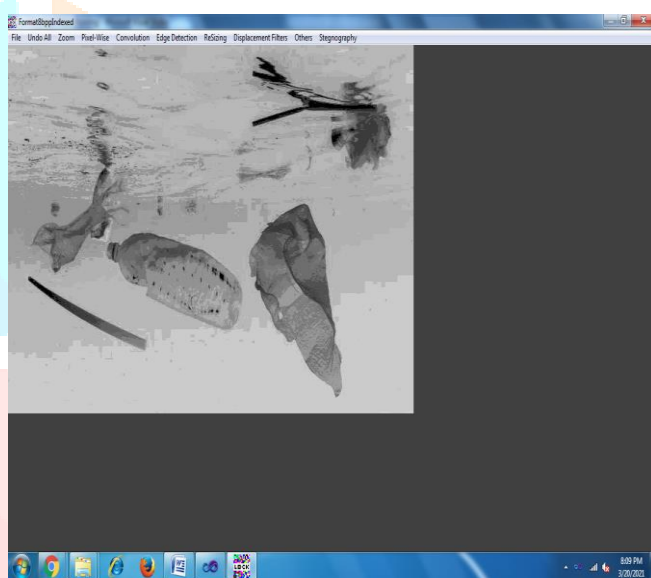 Format8bppIndexed
File Undo All Zoom Pixel-Wise Convolution Edge Detection ReSizing Displacement Filters Others Stegnography
LOCK
8:09 PM
3/20/2021